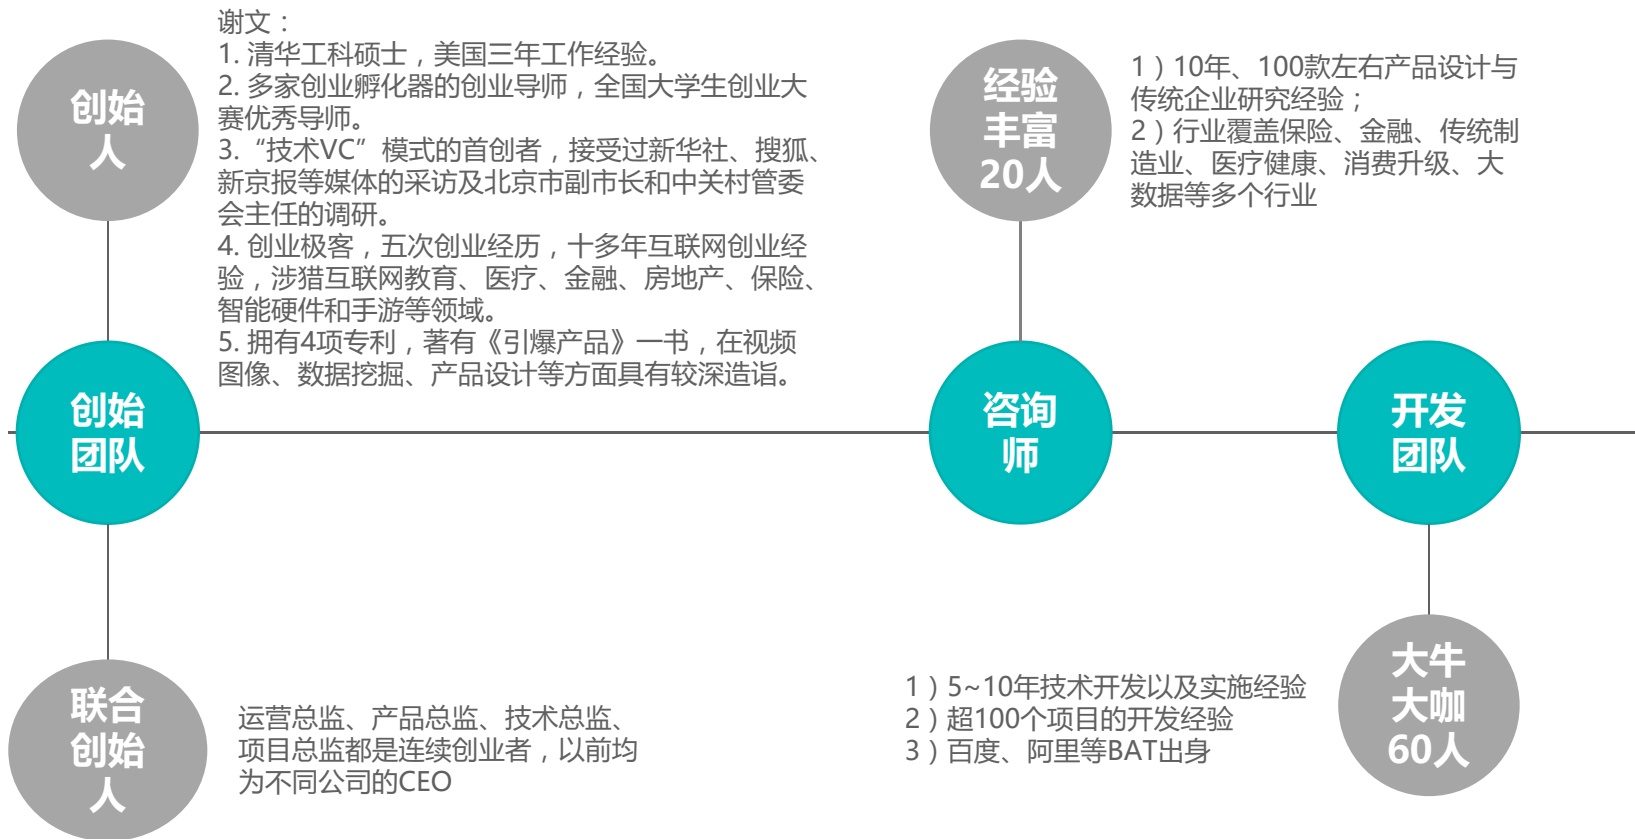 谢文：
1. 清华工科硕士，美国三年工作经验。
2. 多家创业孵化器的创业导师，全国大学生创业大
赛优秀导师。
3.“技术VC”模式的首创者，接受过新华社、搜狐、
新京报等媒体的采访及北京市副市长和中关村管委
会主任的调研。
4. 创业极客，五次创业经历，十多年互联网创业经
验，涉猎互联网教育、医疗、金融、房地产、保险、
智能硬件和手游等领域。
5. 拥有4项专利，著有《引爆产品》一书，在视频
图像、数据挖掘、产品设计等方面具有较深造诣。
创始
人
经验
丰富
20人
1）10年、100款左右产品设计与
传统企业研究经验；
2）行业覆盖保险、金融、传统制
造业、医疗健康、消费升级、大
数据等多个行业
创始
团队
咨询
师
开发
团队
联合
创始
人
运营总监、产品总监、技术总监、
项目总监都是连续创业者，以前均
为不同公司的CEO
1）5~10年技术开发以及实施经验
2）超100个项目的开发经验
3）百度、阿里等BAT出身
大牛
大咖
60人